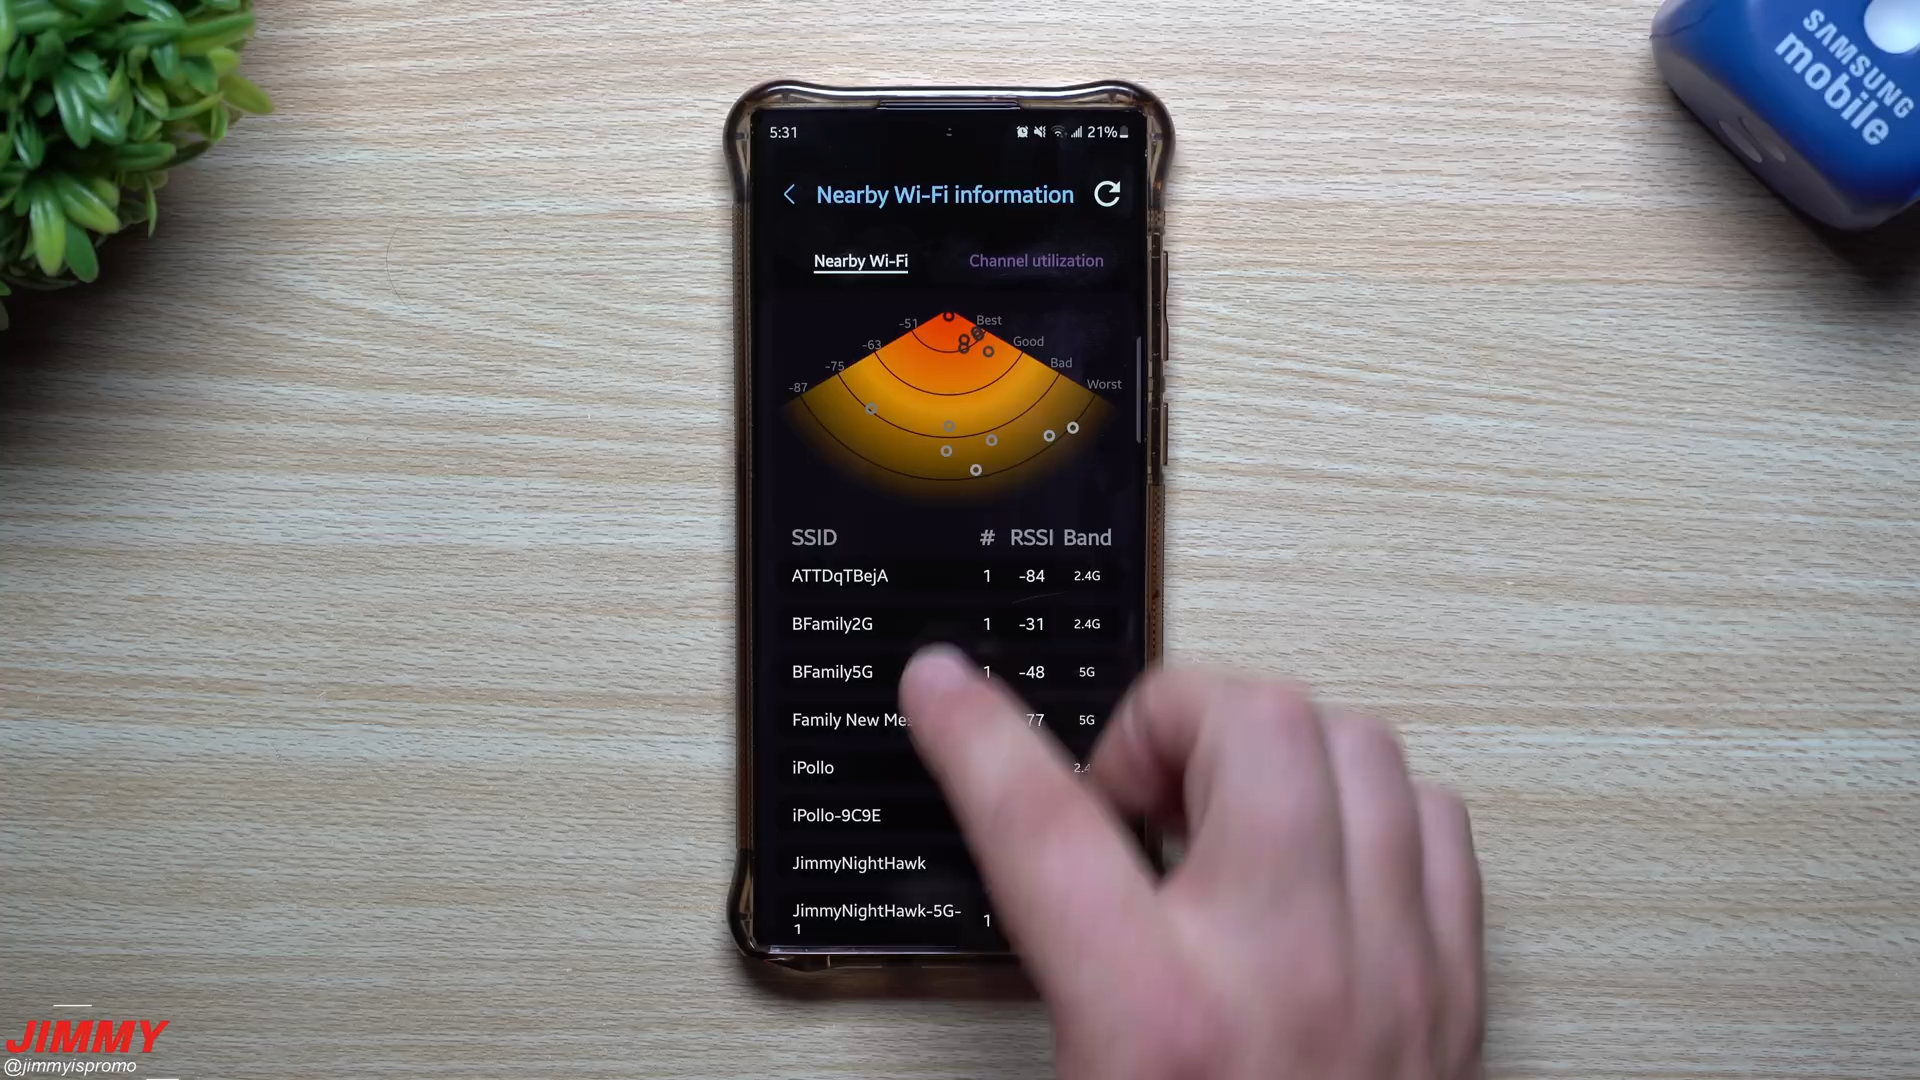 SAMSUNG
mobile
5:31
21%
Nearby Wi-Fi information
Nearby Wi-Fi
Channel utilization
-51
Best
-63
Good
-75
Bad
-87
Worst
SSID # RSSI Band
ATTDqTBejA 1 -84 2.4G
BFamily2G 1 -31 2.4G
BFamily5G 1 -48 5G
Family New 77 5G
iPollo
iPollo-9C9E
JimmyNightHawk
JimmyNightHawk-5G-
1 1
JIMMY
@jimmyispromo